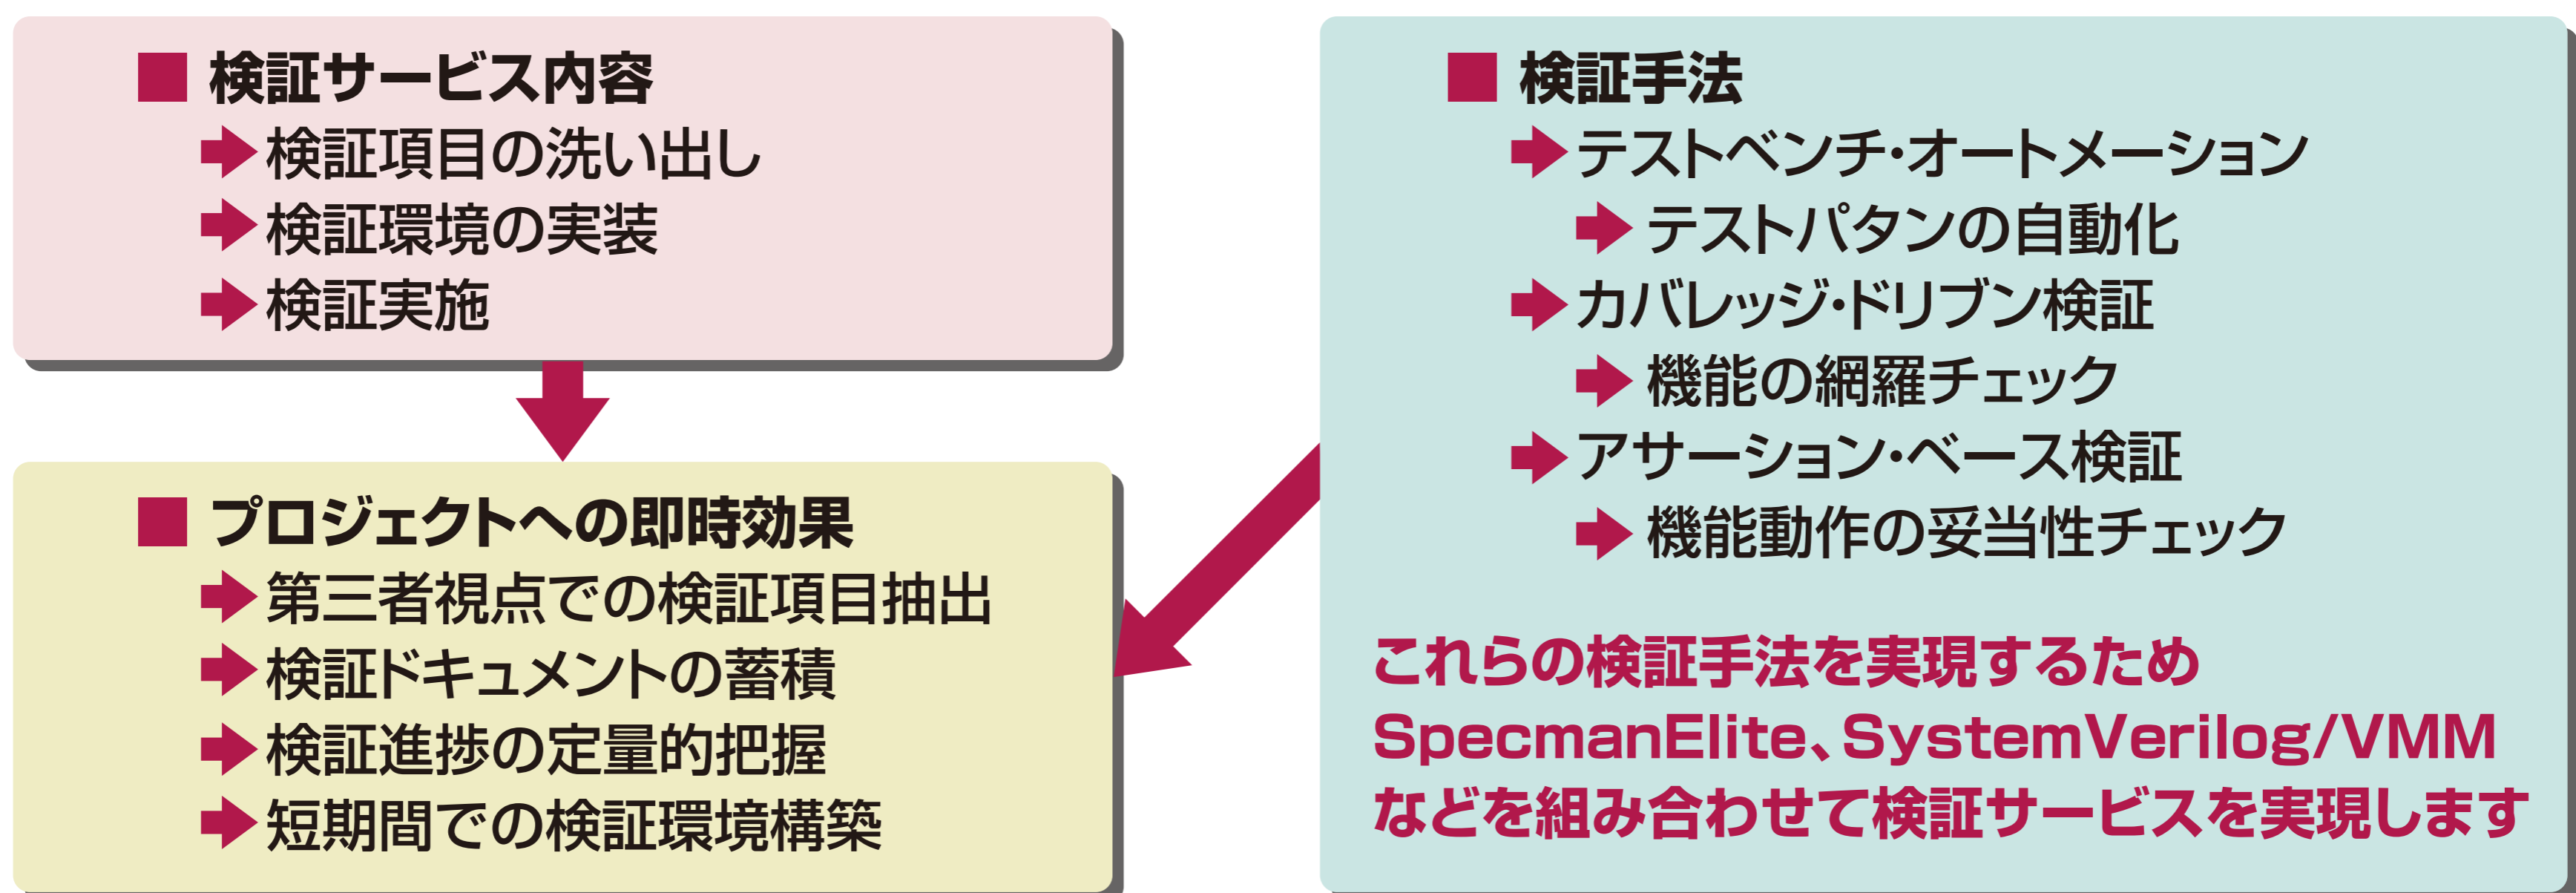 ■ 検証サービス内容
検証項目の洗い出し
検証環境の実装
検証実施
■ プロジェクトへの即時効果
第三者視点での検証項目抽出
検証ドキュメントの蓄積
検証進捗の定量的把握
短期間での検証環境構築
■ 検証手法
テストベンチ・オートメーション
テストパタンの自動化
カバレッジ・ドリブン検証
機能の網羅チェック
アサーション・ベース検証
機能動作の妥当性チェック
これらの検証手法を実現するため
SpecmanElite、SystemVerilog/VMM
などを組み合わせて検証サービスを実現します